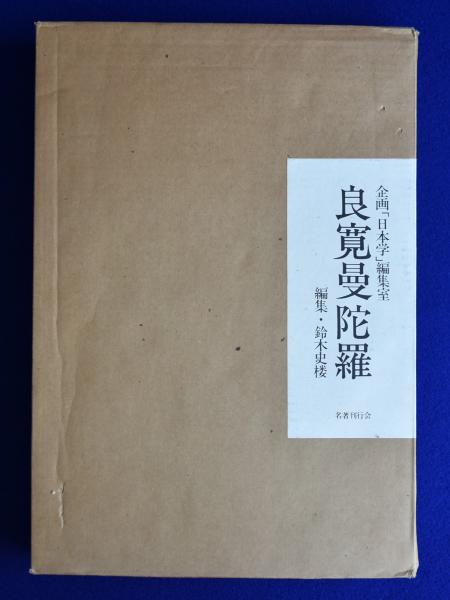 企画「日本学」編集室
良寛曼陀羅
編集・鈴木史楼
名著刊行会